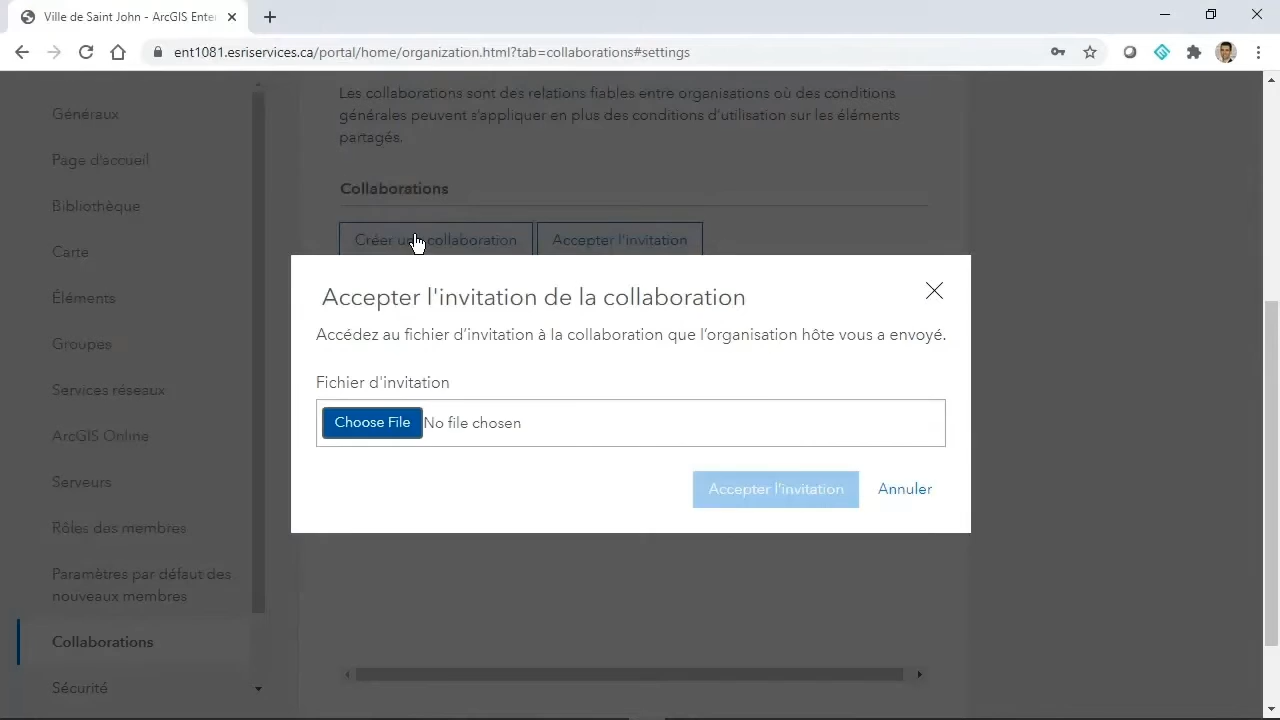 Ville de Saint John - ArcGIS Enter
ent1081.esriservices.ca/portal/home/organization.html?tab=collaborations#settings
Généraux
Page d'accueil
Bibliothèque
Carte
Éléments
Groupes
Services réseaux
ArcGIS Online
Serveurs
Rôles des membres
Paramètres par défaut des
nouveaux membres
Collaborations
Sécurité
Les collaborations sont des relations fiables entre organisations où des conditions
générales peuvent s'appliquer en plus des conditions d'utilisation sur les éléments
partagés.
Collaborations
Créer une collaboration
Accepter l'invitation
Accepter l'invitation de la collaboration
Accédez au fichier d'invitation à la collaboration que l'organisation hôte vous a envoyé.
Fichier d'invitation
Choose File No file chosen
Accepter l'invitation
Annuler